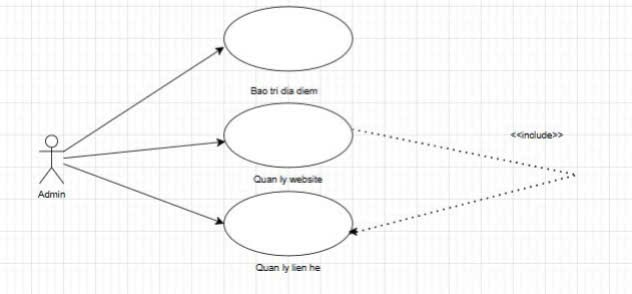 Bao tri dia diem
<<include>>
Quan ly website
Admin
Quan ly lien he